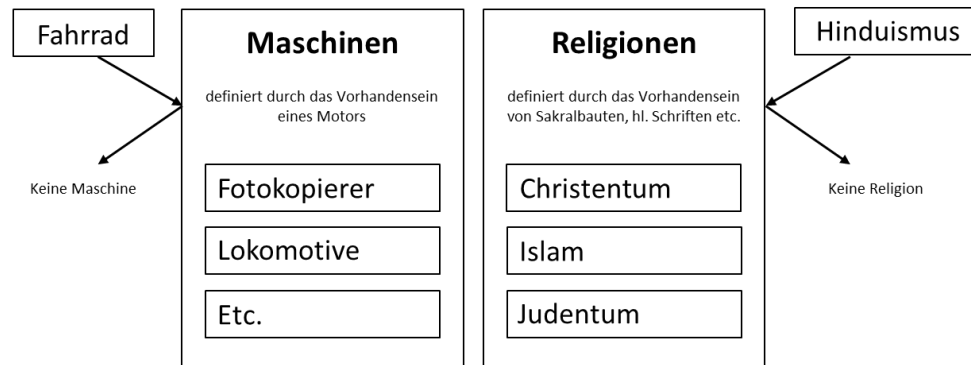 Fahrrad
Maschinen
definiert durch das Vorhandensein
eines Motors
Fotokopierer
Lokomotive
Etc.
Keine Maschine
Religionen
definiert durch das Vorhandensein
von Sakralbauten, hl. Schriften etc.
Christentum
Islam
Judentum
Hinduismus
Keine Religion